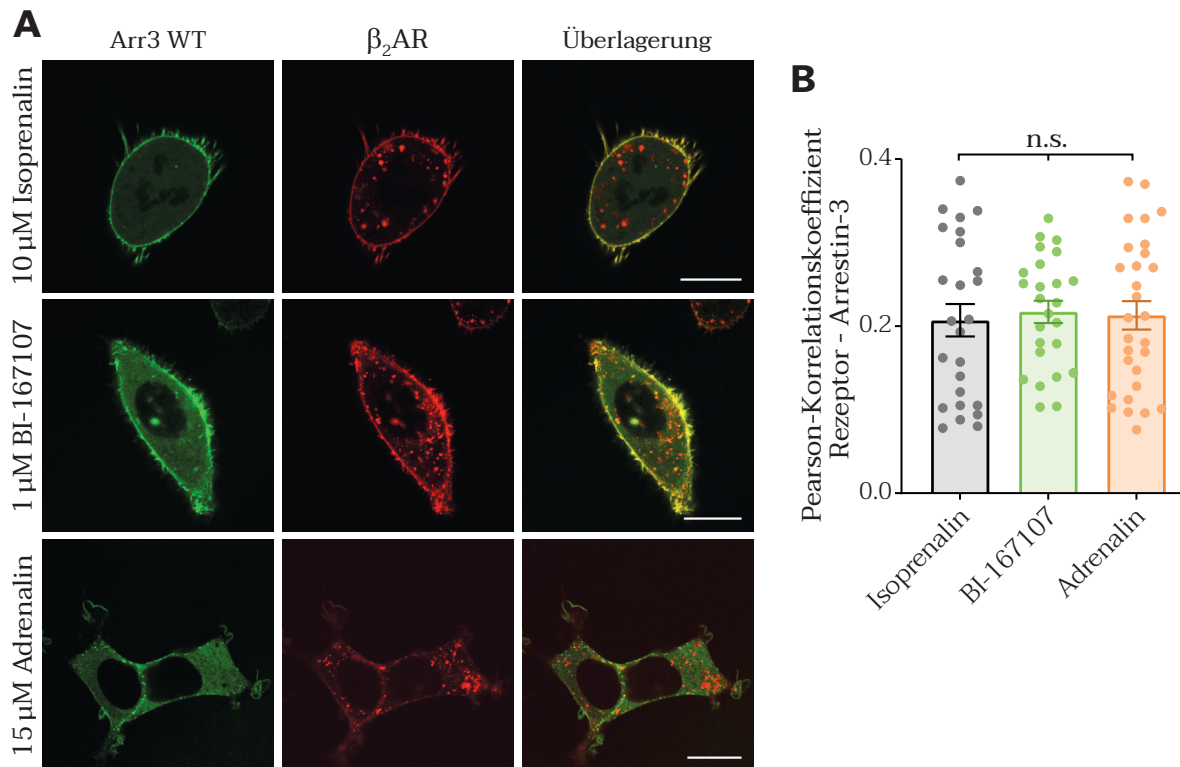 A
Arr3 WT
β₂AR
Überlagerung
10 µM Isoprenalin
1 µM BI-167107
15 µM Adrenalin
B
Pearson-Korrelationskoeffizient
Rezeptor - Arrestin-3
n.s.
0.4
0.2
0.0
Isoprenalin
BI-167107
Adrenalin